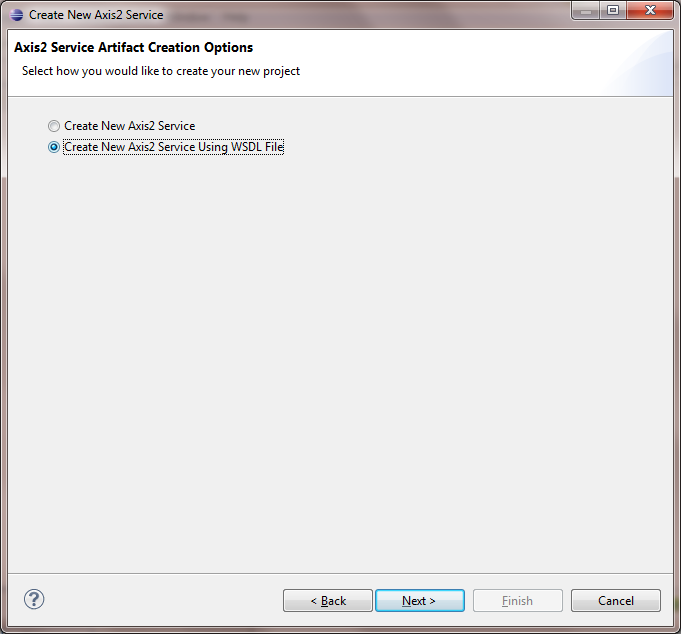 Create New Axis2 Service
Axis2 Service Artifact Creation Options
Select how you would like to create your new project
Create New Axis2 Service
Create New Axis2 Service Using WSDL File
? < Back Next > Finish Cancel